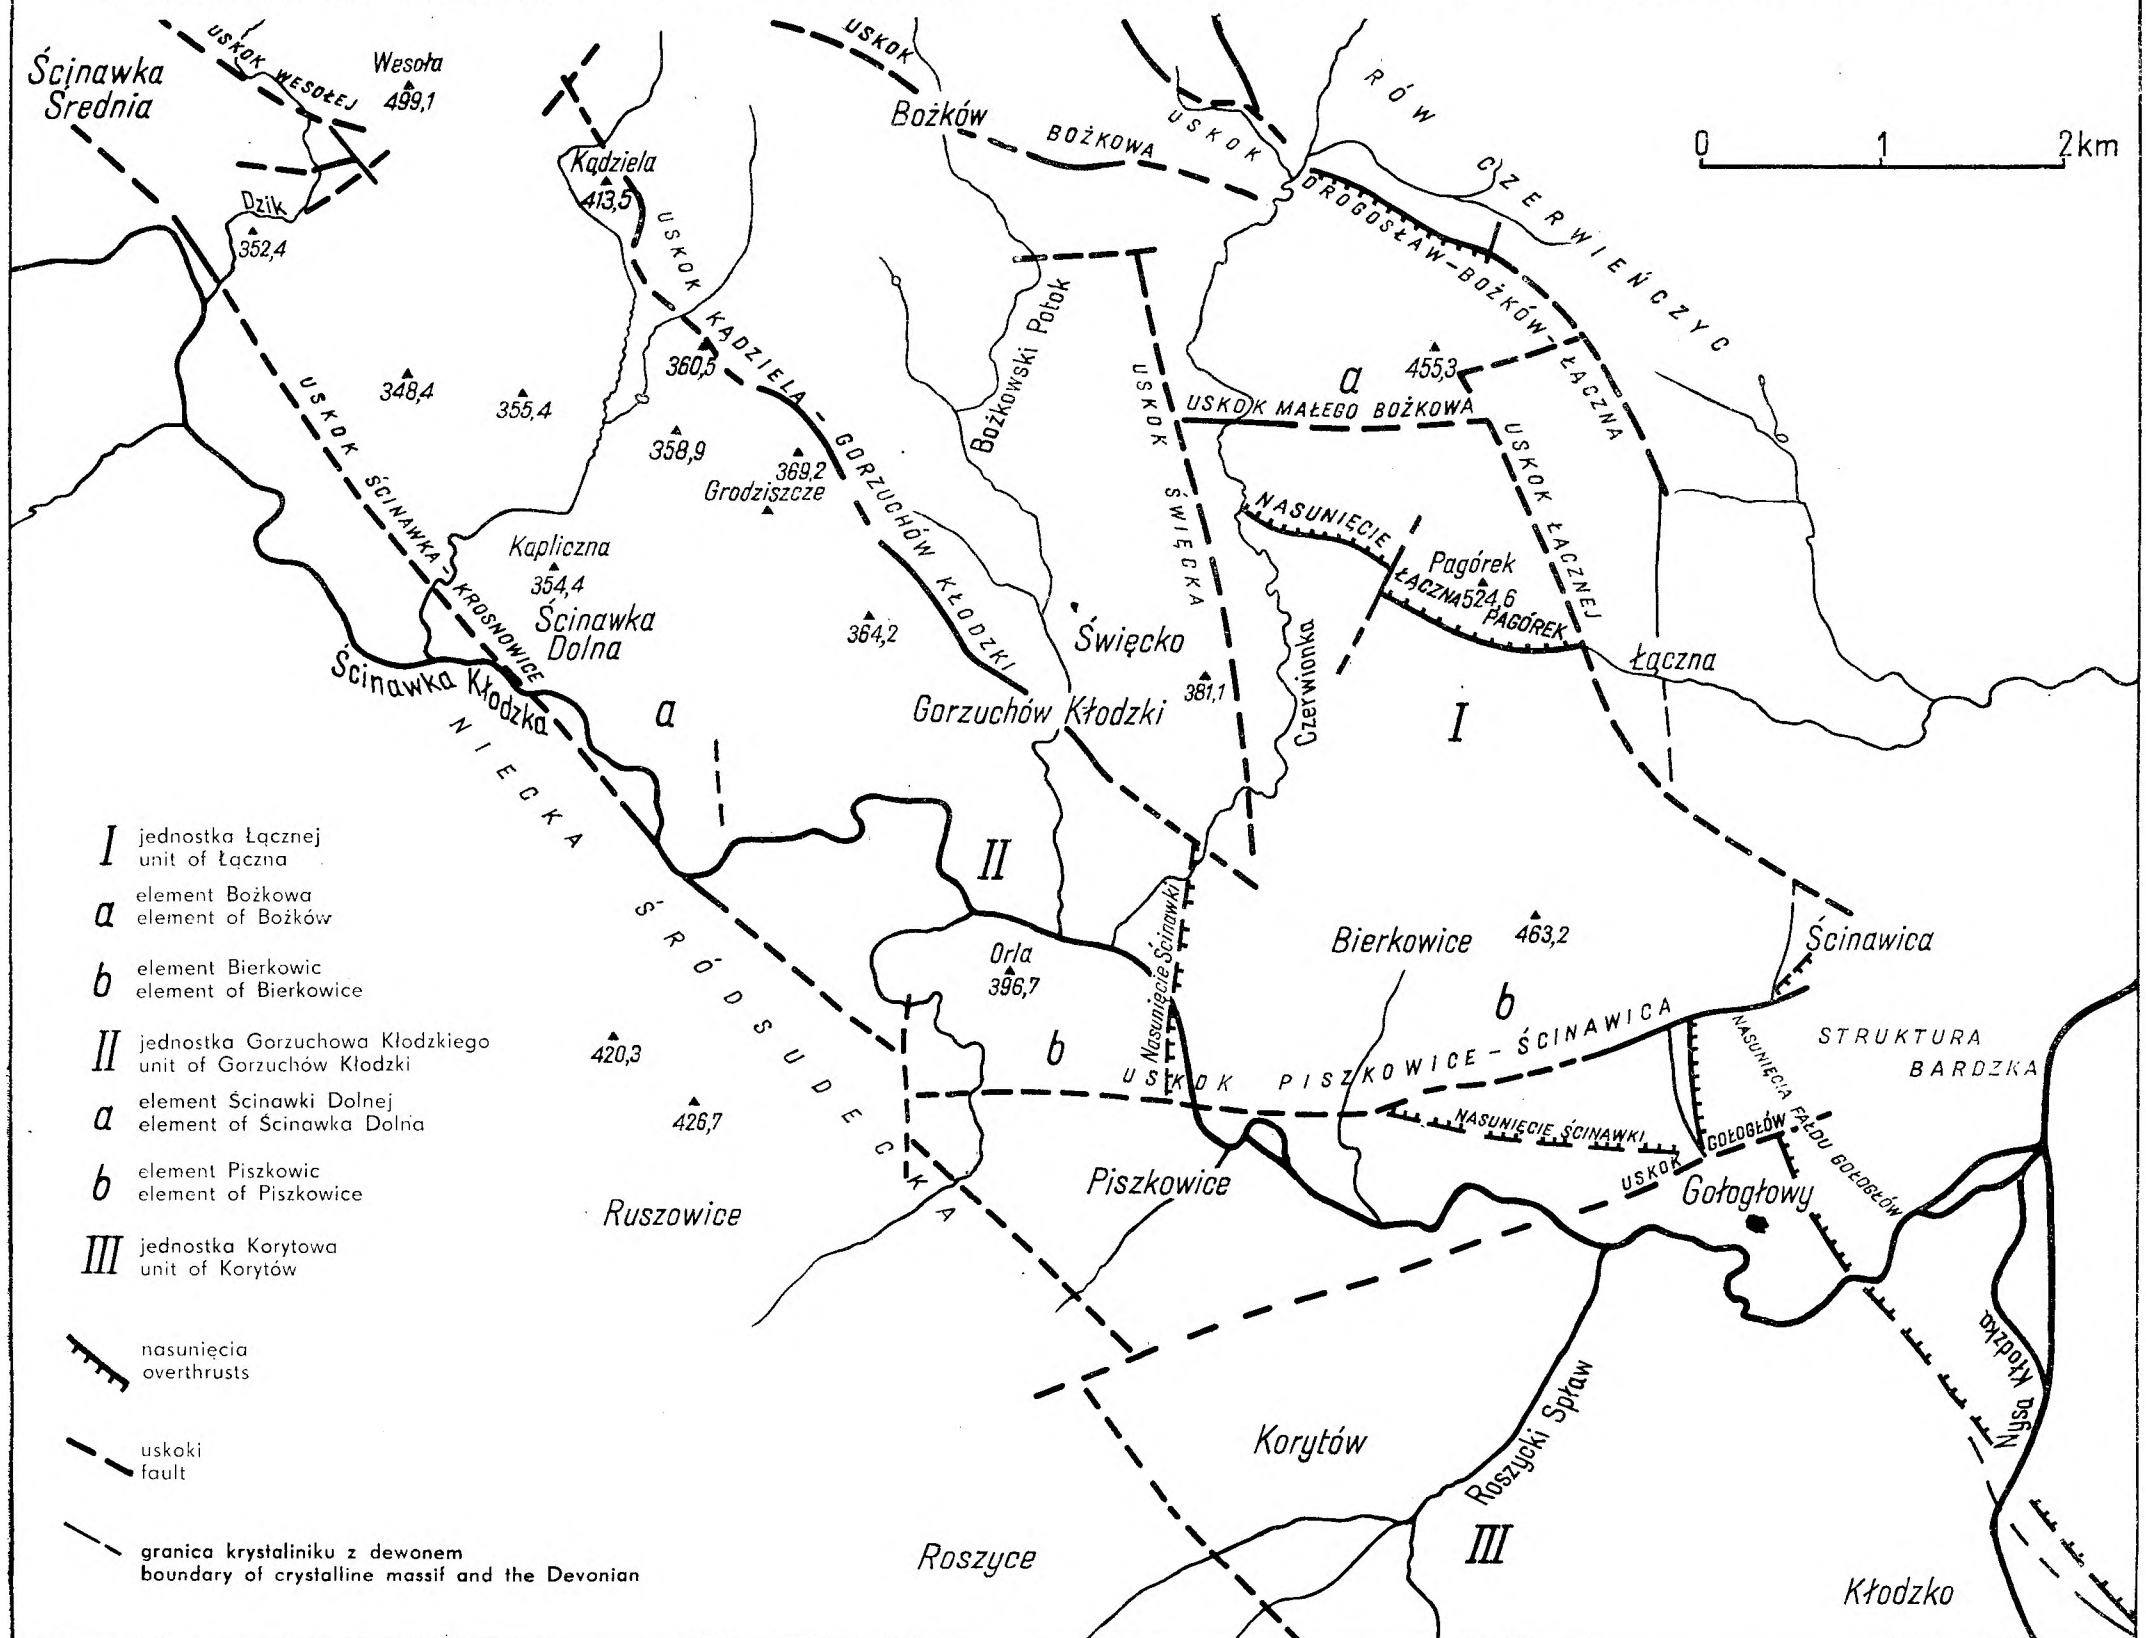 USKOK WESOŁEJ
Ścinawka
Średnia
Wesoła
499,1
Dzik
352,4
Kądziela
413,5
USKOK
Bożków
BOŻKOWA
USKOK
DROGOSŁAW-BOŻKÓW-ŁĄCZNA
RÓW CZERWIEŃCZYC
0 1 2km
USKOK KĄDZIELA-GORZUCHÓW KŁODZKI
360,5
348,4
355,4
358,9
369,2
Grodziszcze
Bożkowski Potok
455,3
a
USKOK MAŁEGO BOŻKOWA
USKOK ŚWIĘCKA
USKOK ŁĄCZNEJ
USKOK ŚCINAWKA-KROSNOWICE
NASUNIĘCIE
ŁĄCZNA
PAGÓREK
Pagórek
524,6
Kapliczna
354,4
Ścinawka
Dolna
364,2
Święcko
381,1
Czerwionka
Łączna
Ścinawka Kłodzka
a
Gorzuchów Kłodzki
I
NIECKA ŚRÓDSUDECKA
II
Nasunięcie Ścinawki
Orla
396,7
Bierkowice
463,2
Ścinawica
b
b
USKOK PISZKOWICE-ŚCINAWICA
STRUKTURA
BARDZKA
NASUNIĘCIA FAŁDU GOŁOGŁÓW
420,3
426,7
NASUNIĘCIE ŚCINAWKI
USKOK GOŁOGŁÓW
Ruszowice
Piszkowice
Gołogłowy
Nysa Kłodzka
Korytów
Roszycki Spław
Roszyce
III
Kłodzko
I jednostka Łącznej
unit of Łączna
a element Bożkowa
element of Bożków
b element Bierkowic
element of Bierkowice
II jednostka Gorzuchowa Kłodzkiego
unit of Gorzuchów Kłodzki
a element Ścinawki Dolnej
element of Ścinawka Dolna
b element Piszkowic
element of Piszkowice
III jednostka Korytowa
unit of Korytów
nasunięcia
overthrusts
uskoki
fault
granica krystaliniku z dewonem
boundary of crystalline massif and the Devonian